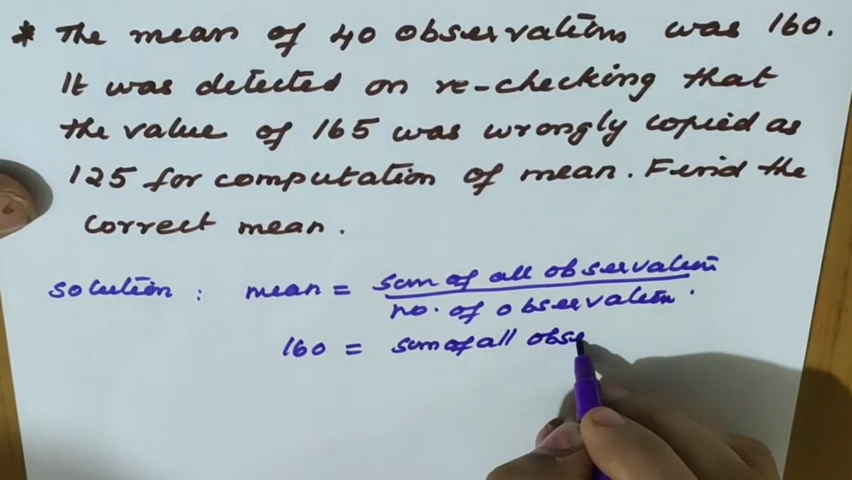 * The mean of 40 observations was 160.
It was detected on re-checking that
the value of 165 was wrongly copied as
125 for computation of mean. Find the
correct mean.
Solution : mean = sum of all observation
no. of observation.
160 = sum of all obse